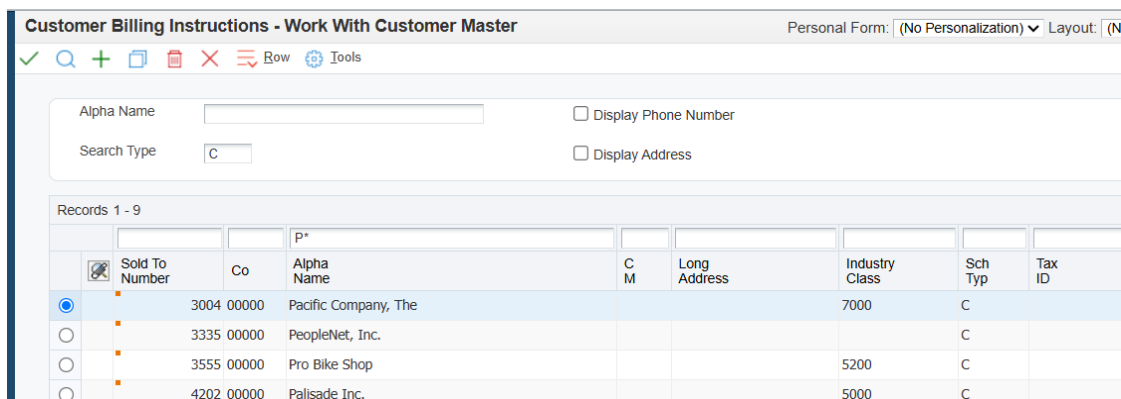 Customer Billing Instructions - Work With Customer Master
Personal Form: (No Personalization) Layout: (N
Row Tools
Alpha Name
Display Phone Number
Search Type C
Display Address
Records 1 - 9
P*
Sold To Number Co Alpha Name C M Long Address Industry Class Sch Typ Tax ID
3004 00000 Pacific Company, The 7000 C
3335 00000 PeopleNet, Inc. C
3555 00000 Pro Bike Shop 5200 C
4202 00000 Palisade Inc. 5000 C